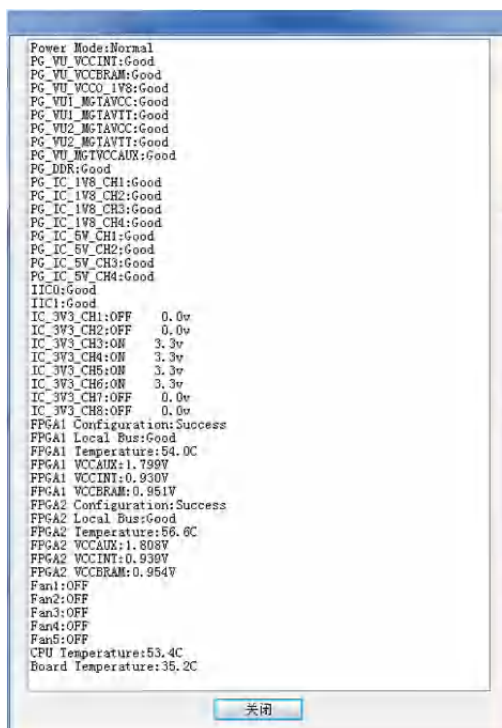 Power Mode:Normal
PG_VU_VCCINT:Good
PG_VU_VCCBRAM:Good
PG_VU_VCCO_1V8:Good
PG_VU1_MGTAVCC:Good
PG_VU1_MGTAVTT:Good
PG_VU2_MGTAVCC:Good
PG_VU2_MGTAVTT:Good
PG_VU_MGTVCCAUX:Good
PG_DDR:Good
PG_IC_1V8_CH1:Good
PG_IC_1V8_CH2:Good
PG_IC_1V8_CH3:Good
PG_IC_1V8_CH4:Good
PG_IC_5V_CH1:Good
PG_IC_5V_CH2:Good
PG_IC_5V_CH3:Good
PG_IC_5V_CH4:Good
IIC0:Good
IIC1:Good
IC_3V3_CH1:OFF 0.0v
IC_3V3_CH2:OFF 0.0v
IC_3V3_CH3:ON 3.3v
IC_3V3_CH4:ON 3.3v
IC_3V3_CH5:ON 3.3v
IC_3V3_CH6:ON 3.3v
IC_3V3_CH7:OFF 0.0v
IC_3V3_CH8:OFF 0.0v
FPGA1 Configuration:Success
FPGA1 Local Bus:Good
FPGA1 Temperature:54.0C
FPGA1 VCCAUX:1.799V
FPGA1 VCCINT:0.930V
FPGA1 VCCBRAM:0.951V
FPGA2 Configuration:Success
FPGA2 Local Bus:Good
FPGA2 Temperature:56.6C
FPGA2 VCCAUX:1.808V
FPGA2 VCCINT:0.939V
FPGA2 VCCBRAM:0.954V
Fan1:OFF
Fan2:OFF
Fan3:OFF
Fan4:OFF
Fan5:OFF
CPU Temperature:53.4C
Board Temperature:35.2C
关闭